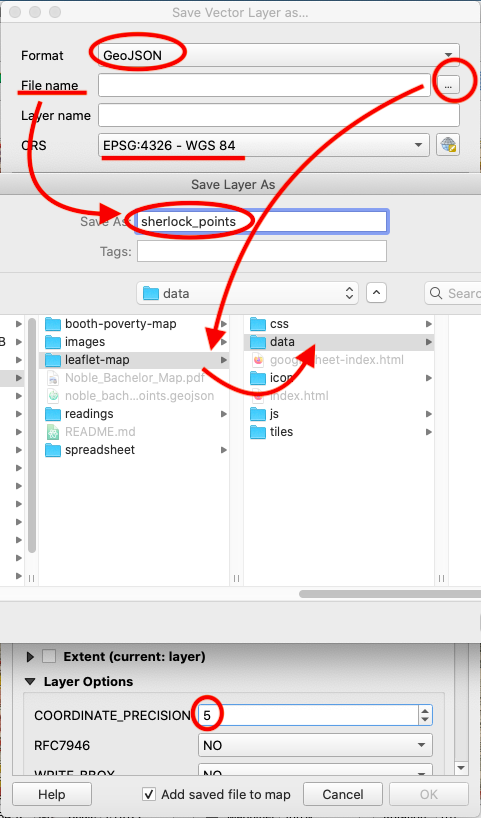 Save Vector Layer as...
Format GeoJSON
File name ...
Layer name
CRS EPSG:4326 - WGS 84
Save Layer As
Save As: sherlock_points
Tags:
data Searc
booth-poverty-map css
B images data
leaflet-map google-sheet-index.html
Noble_Bachelor_Map.pdf icon
noble_bach...oints.geojson index.html
readings js
README.md tiles
spreadsheet
Extent (current: layer)
Layer Options
COORDINATE_PRECISION 5
RFC7946 NO
WRITE_BBOX NO
Help Add saved file to map Cancel OK